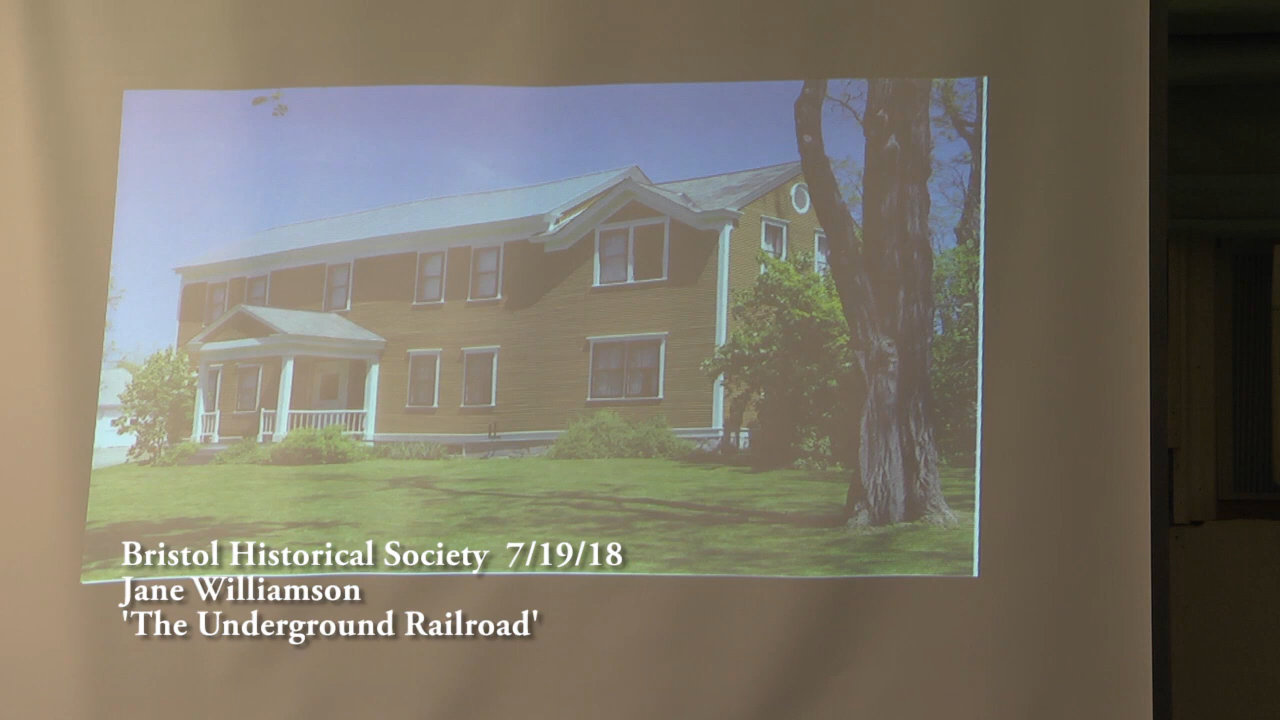 Bristol Historical Society 7/19/18
Jane Williamson
'The Underground Railroad'